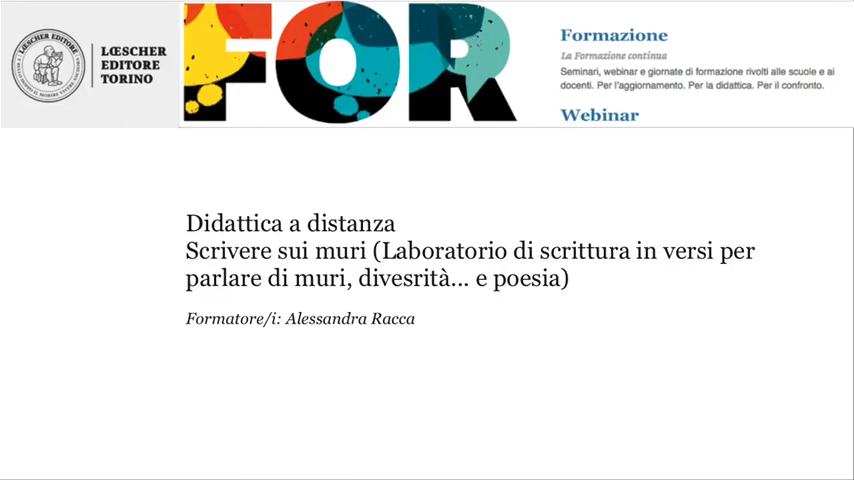 LŒSCHER
EDITORE
TORINO
FOR
Formazione
La Formazione continua
Seminari, webinar e giornate di formazione rivolti alle scuole e ai
docenti. Per l'aggiornamento. Per la didattica. Per il confronto.
Webinar
Didattica a distanza
Scrivere sui muri (Laboratorio di scrittura in versi per
parlare di muri, divesrità... e poesia)
Formatore/i: Alessandra Racca